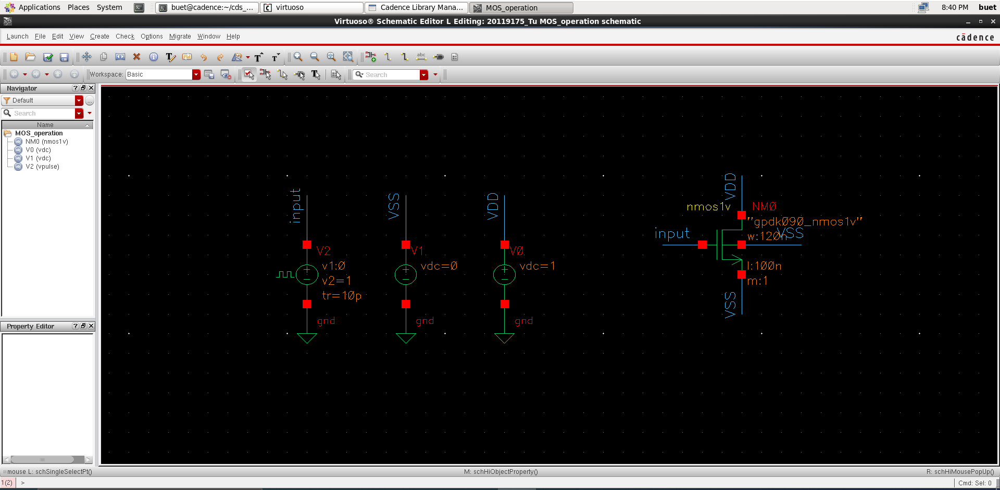 Applications Places System buet@cadence:~/cds_... virtuoso Cadence Library Mana... MOS_operation 8:40 PM buet
Virtuoso® Schematic Editor L Editing: 20119175_Tu MOS_operation schematic
Launch File Edit View Create Check Options Migrate Window Help cādence
abc
Workspace: Basic Search
Navigator
Default
Search
Name
MOS_operation
NM0 (nmos1v)
V0 (vdc)
V1 (vdc)
V2 (vpulse)
Property Editor
input
V2
v1:0
v2=1
tr=10p
gnd
VSS
V1
vdc=0
gnd
VDD
V0
vdc=1
gnd
VDD
nmos1v NM0
"gpdk090_nmos1v"
input VSS
w:120n
l:100n
m:1
VSS
mouse L: schSingleSelectPt() M: schHiObjectProperty() R: schHiMousePopUp()
1(2) > Cmd: Sel: 0